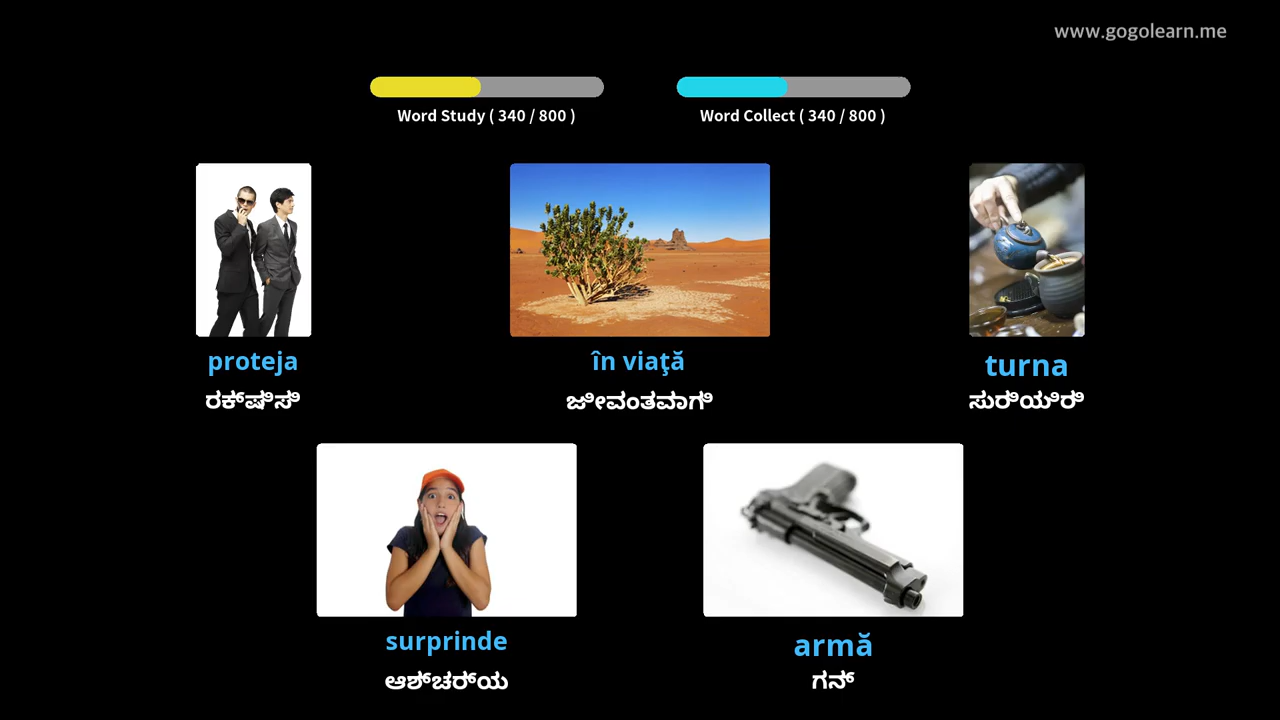 www.gogolearn.me
Word Study ( 340 / 800 )
Word Collect ( 340 / 800 )
proteja
ರಕ್ಷಿಸಿ
în viaţă
ಜೀವಂತವಾಗಿ
turna
ಸುರಿಯಿರಿ
surprinde
ಆಶ್ಚರ್ಯ
armă
ಗನ್